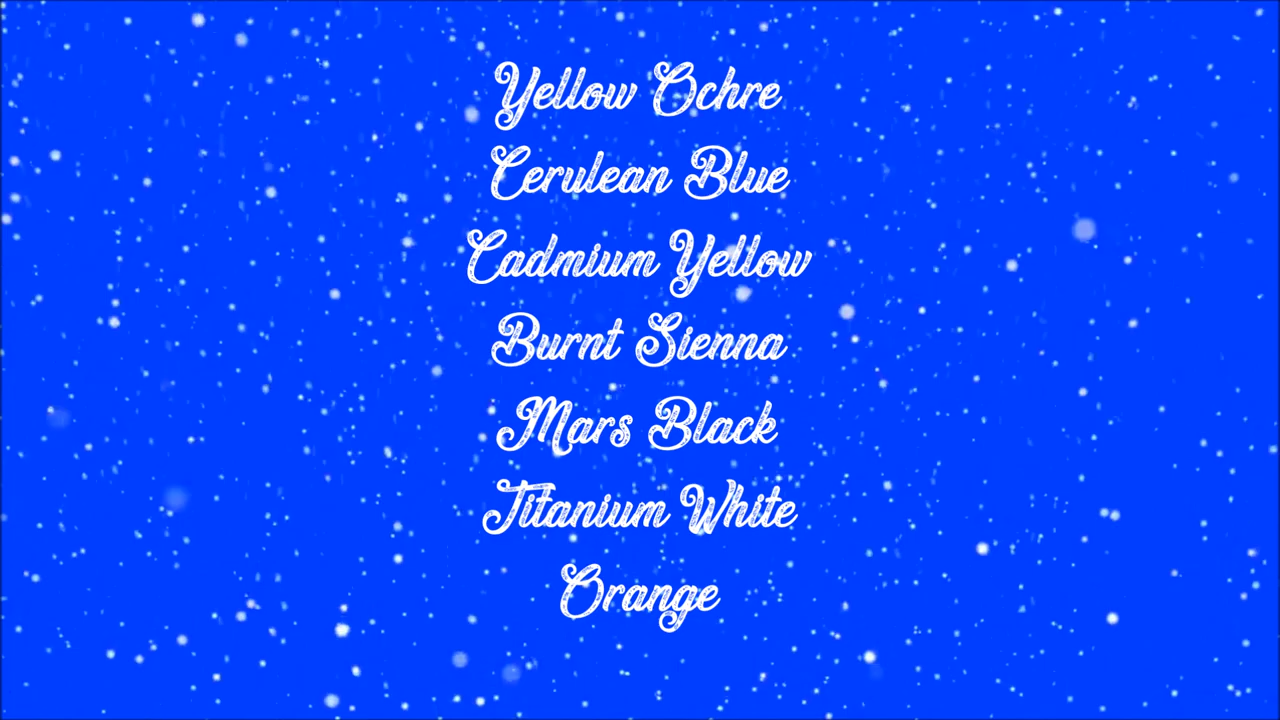 Yellow Ochre
Cerulean Blue
Cadmium Yellow
Burnt Sienna
Mars Black
Titanium White
Orange